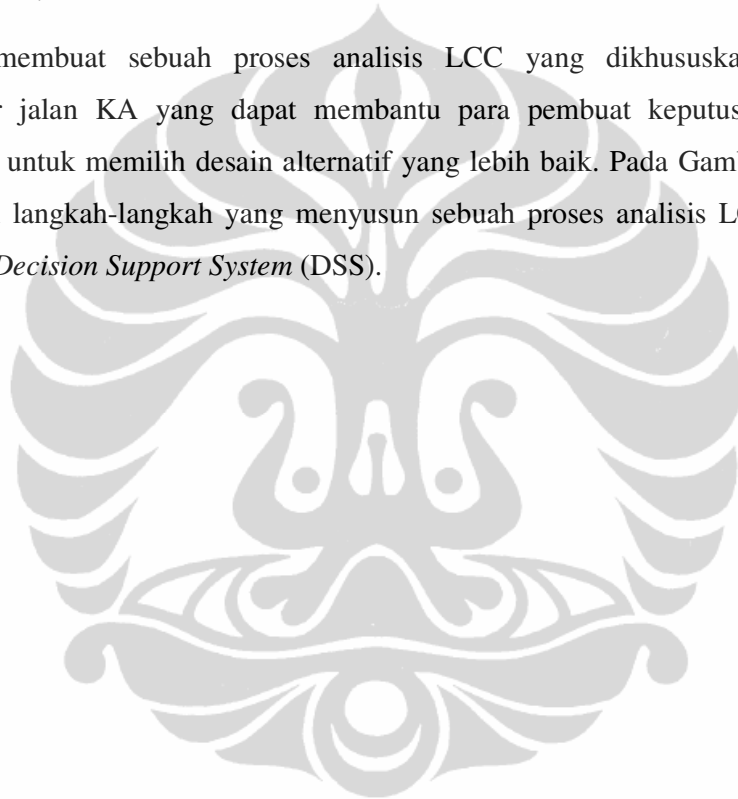 membuat sebuah proses analisis LCC yang dikhususka
jalan KA yang dapat membantu para pembuat keputus
untuk memilih desain alternatif yang lebih baik. Pada Gamb
langkah-langkah yang menyusun sebuah proses analisis L
Decision Support System (DSS).